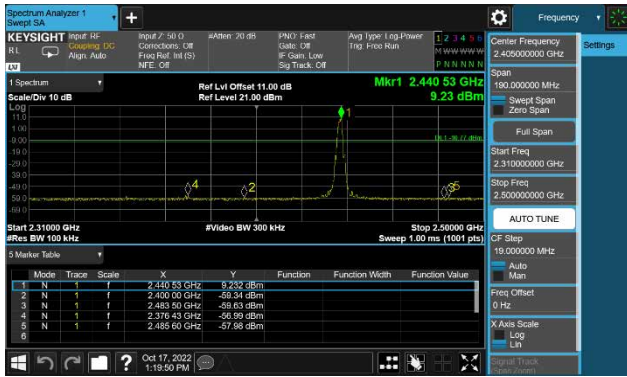 Spectrum Analyzer 1
Swept SA
+
Frequency
KEYSIGHT
RL
Input: RF
Coupling: DC
Align: Auto
Input Z: 50 Ω
Corrections: Off
Freq Ref: Int (S)
NFE: Off
#Atten: 20 dB
PNO: Fast
Gate: Off
IF Gain: Low
Sig Track: Off
Avg Type: Log-Power
Trig: Free Run
1 2 3 4 5 6
M W W W W W
P N N N N N
Settings
LXI
1 Spectrum
Scale/Div 10 dB
Log
Ref Lvl Offset 11.00 dB
Ref Level 21.00 dBm
Mkr1 2.440 53 GHz
9.23 dBm
11.0
1.00
-9.00
-19.0
-29.0
-39.0
-49.0
-59.0
-69.0
1
4
2
Start 2.31000 GHz
#Res BW 100 kHz
#Video BW 300 kHz
Stop 2.50000 GHz
Sweep 1.00 ms (1001 pts)
5 Marker Table
Mode Trace Scale X Y Function Function Width Function Value
1 N 1 f 2.440 53 GHz 9.232 dBm
2 N 1 f 2.400 00 GHz -59.34 dBm
3 N 1 f 2.483 50 GHz -59.63 dBm
4 N 1 f 2.376 43 GHz -56.99 dBm
5 N 1 f 2.485 60 GHz -57.98 dBm
6
?
Oct 17, 2022
1:19:50 PM
Center Frequency
2.405000000 GHz
Span
190.000000 MHz
Swept Span
Zero Span
Full Span
Start Freq
2.310000000 GHz
Stop Freq
2.500000000 GHz
AUTO TUNE
CF Step
19.000000 MHz
Auto
Man
Freq Offset
0 Hz
X Axis Scale
Log
Lin
Signal Track
(Span Zoom)